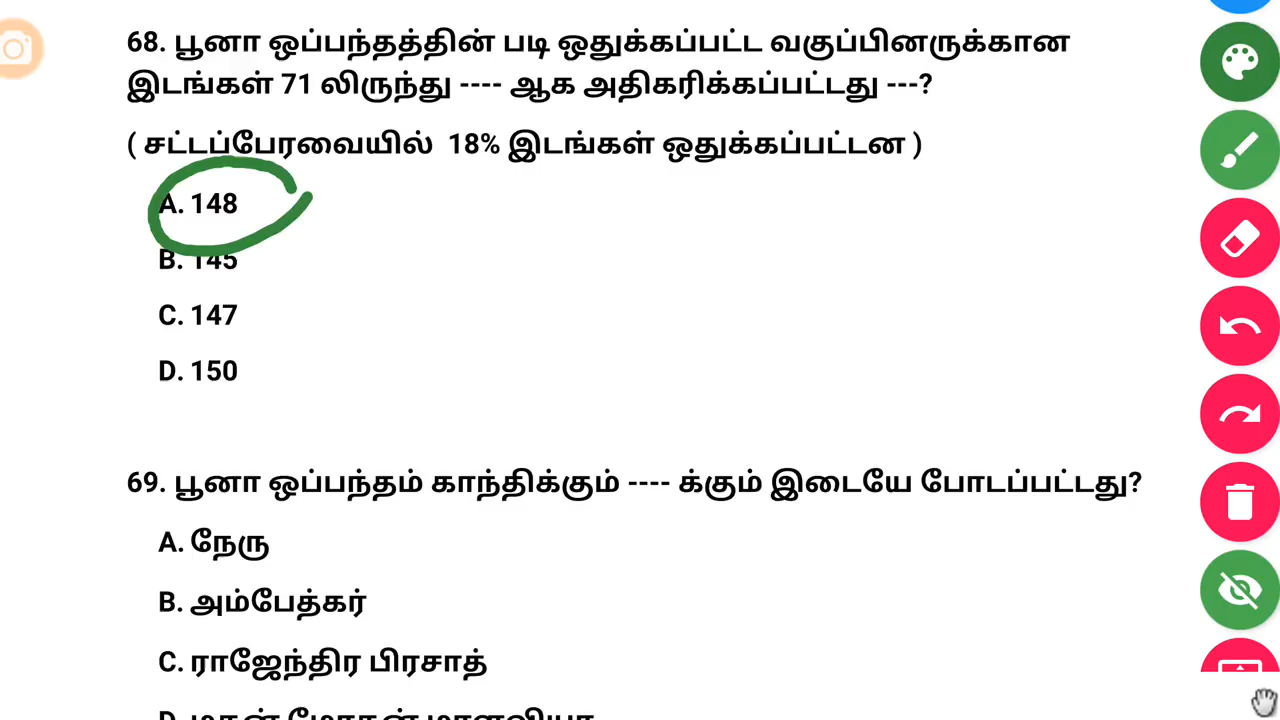 68. பூனா ஒப்பந்தத்தின் படி ஒதுக்கப்பட்ட வகுப்பினருக்கான
இடங்கள் 71 லிருந்து ---- ஆக அதிகரிக்கப்பட்டது ---?
( சட்டப்பேரவையில் 18% இடங்கள் ஒதுக்கப்பட்டன )
A. 148
B. 145
C. 147
D. 150
69. பூனா ஒப்பந்தம் காந்திக்கும் ---- க்கும் இடையே போடப்பட்டது?
A. நேரு
B. அம்பேத்கர்
C. ராஜேந்திர பிரசாத்